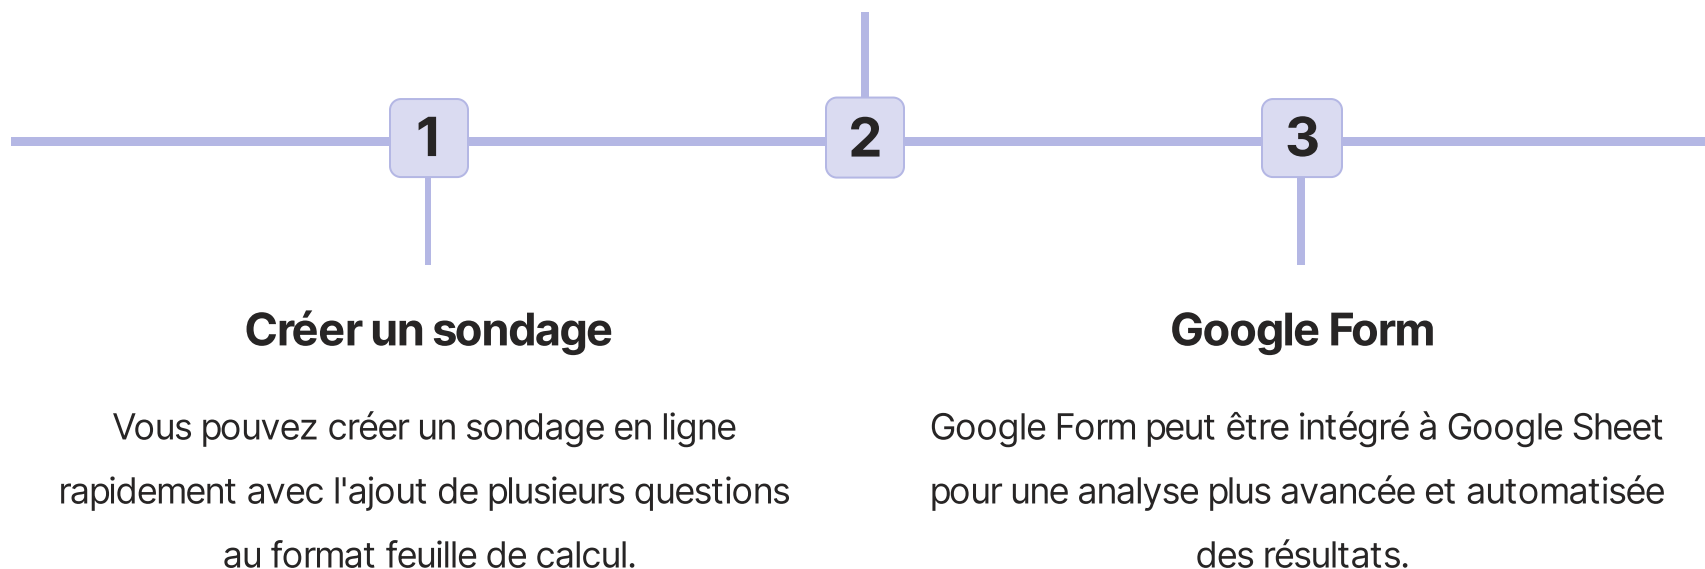 1
2
3
Créer un sondage
Vous pouvez créer un sondage en ligne
rapidement avec l'ajout de plusieurs questions
au format feuille de calcul.
Google Form
Google Form peut être intégré à Google Sheet
pour une analyse plus avancée et automatisée
des résultats.